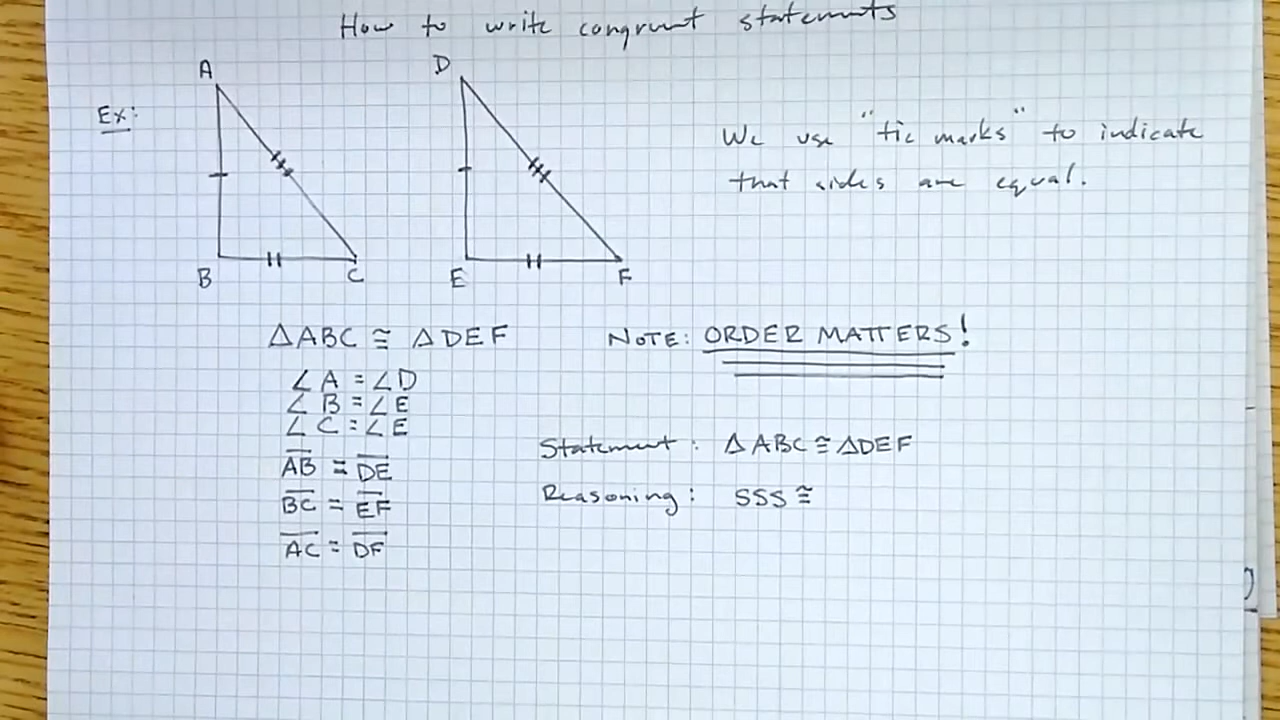 How to write congruent statements
Ex:
A
D
B
C
E
F
We use "tic marks" to indicate
that sides are equal.
△ABC ≅ △DEF
NOTE: ORDER MATTERS!
∠A = ∠D
∠B = ∠E
∠C = ∠E
Statement: △ABC ≅ △DEF
AB = DE
Reasoning: SSS ≅
BC = EF
AC = DF